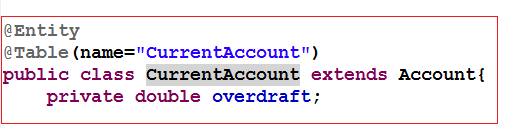 @Entity
@Table(name="CurrentAccount")
public class CurrentAccount extends Account{
    private double overdraft;